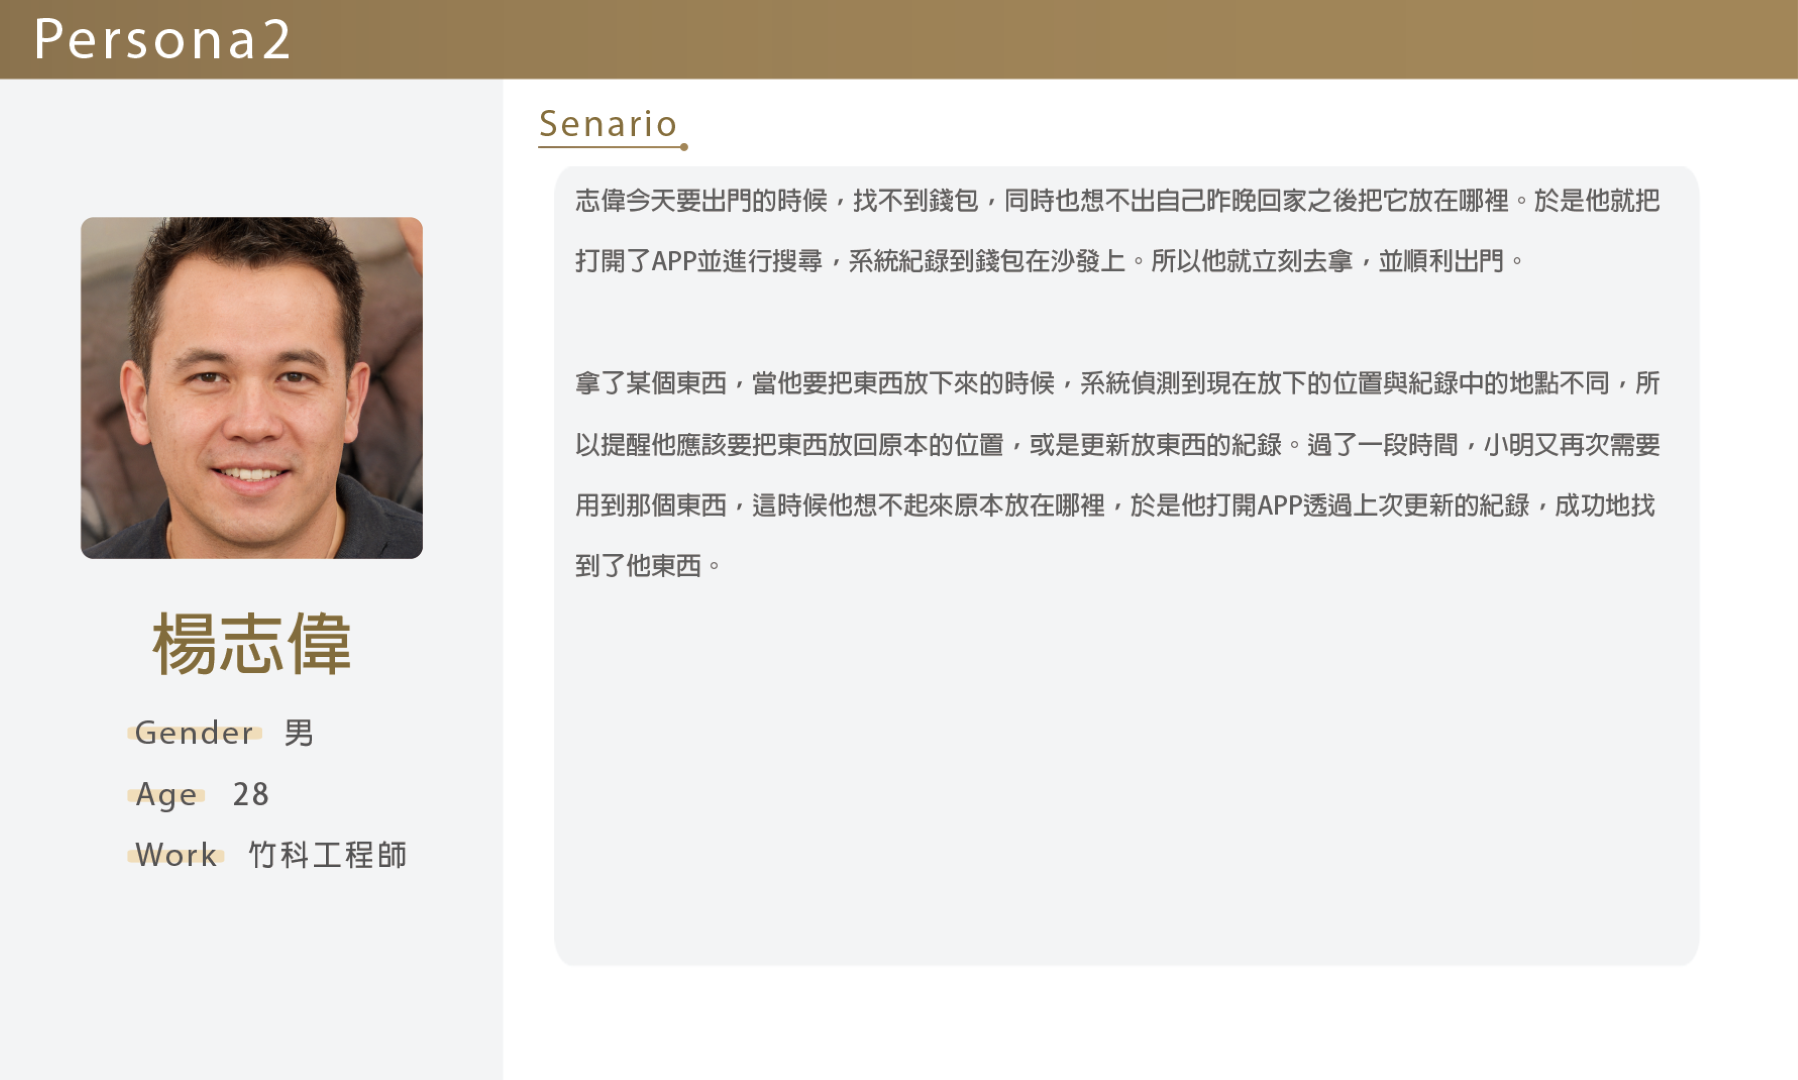 Persona2
Senario
志偉今天要出門的時候，找不到錢包，同時也想不出自己昨晚回家之後把它放在哪裡。於是他就把
打開了APP並進行搜尋，系統紀錄到錢包在沙發上。所以他就立刻去拿，並順利出門。
拿了某個東西，當他要把東西放下來的時候，系統偵測到現在放下的位置與紀錄中的地點不同，所
以提醒他應該要把東西放回原本的位置，或是更新放東西的紀錄。過了一段時間，小明又再次需要
用到那個東西，這時候他想不起來原本放在哪裡，於是他打開APP透過上次更新的紀錄，成功地找
到了他東西。
楊志偉
Gender 男
Age 28
Work 竹科工程師